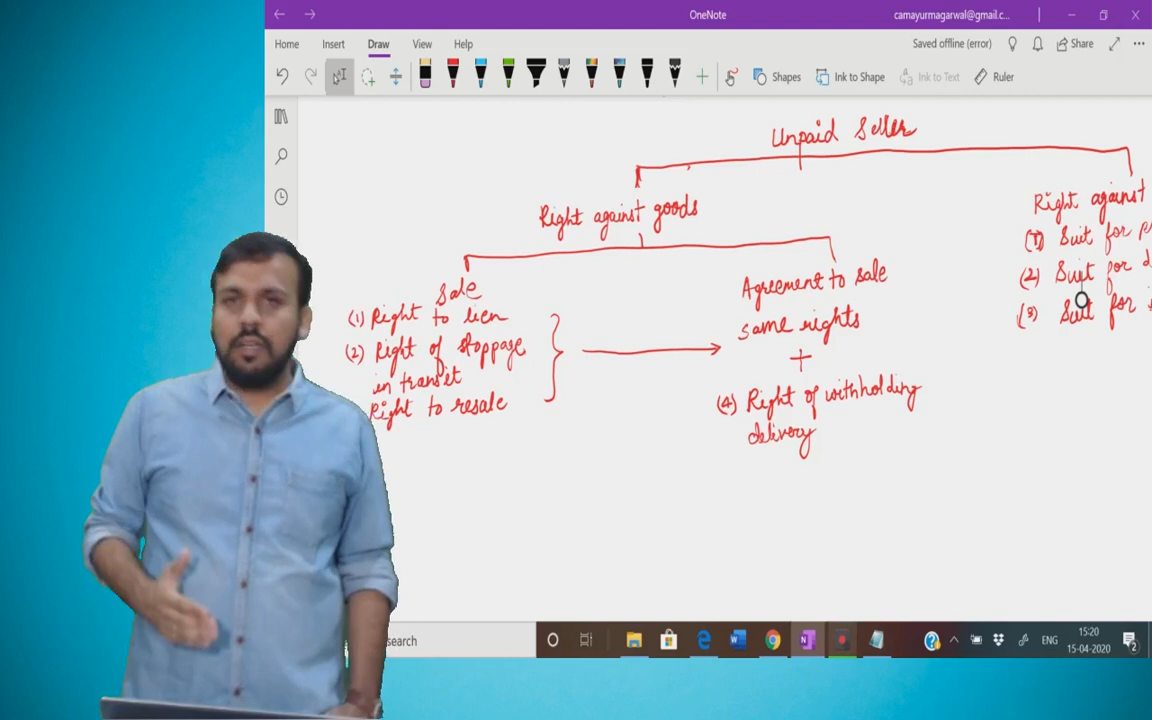 OneNote
camayurmagarwal@gmail.c...
Home Insert Draw View Help
Saved offline (error)
Share
Shapes
Ink to Shape
Ink to Text
Ruler
Unpaid Seller
Right against goods
Right against
(1) Suit for
(2) Suit for
(3) Suit for
Sale
(1) Right to lien
(2) Right of stoppage
in transit
Right to resale
Agreement to sale
same rights
+
(4) Right of withholding
delivery
search
ENG
15:20
15-04-2020
2